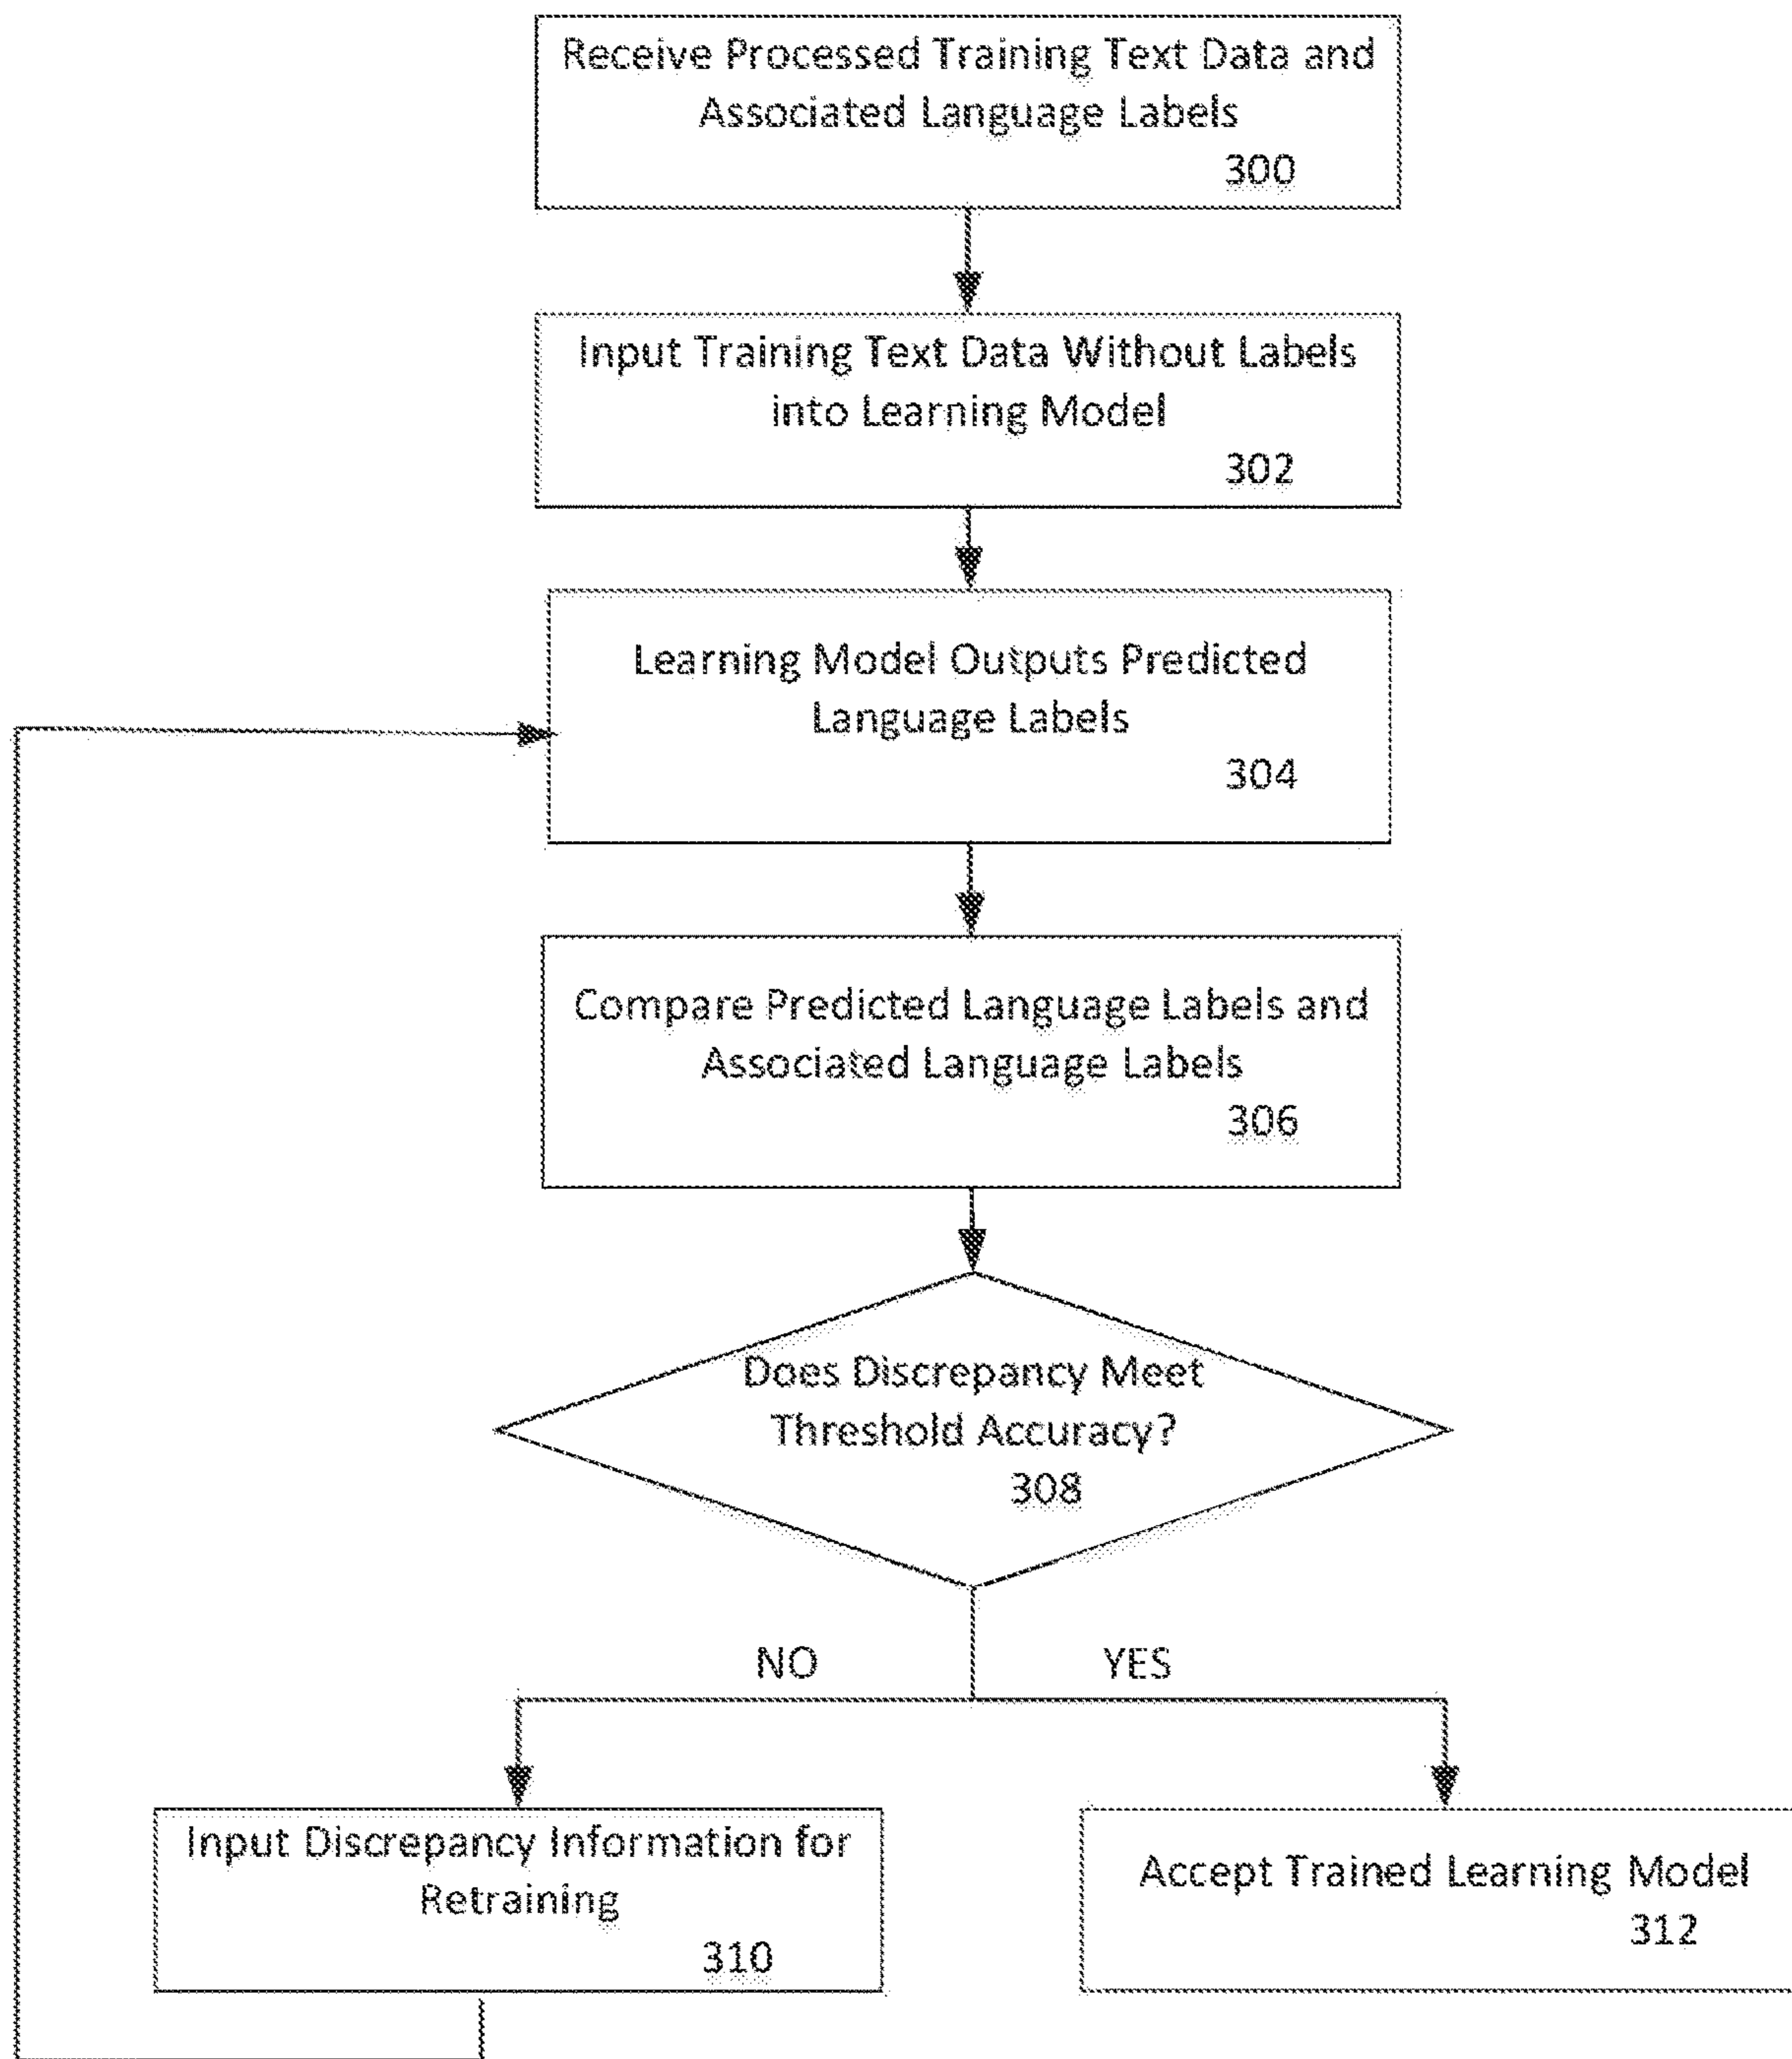 Receive Processed Training Text Data and
Associated Language Labels
300
Input Training Text Data Without Labels
into Learning Model
302
Learning Model Outputs Predicted
Language Labels
304
Compare Predicted Language Labels and
Associated Language Labels
306
Does Discrepancy Meet
Threshold Accuracy?
308
NO
YES
Input Discrepancy Information for
Retraining
310
Accept Trained Learning Model
312